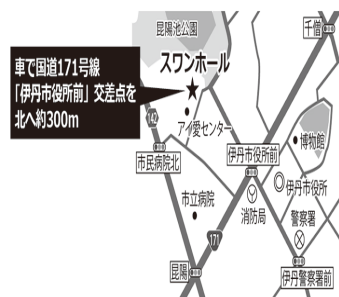 昆陽池公園
千僧
車で国道171号線
「伊丹市役所前」交差点を
北へ約300m
スワンホール
アイ愛センター
142
市民病院北
伊丹市役所前
博物館
伊丹市役所
市立病院
消防局
警察署
171
昆陽
伊丹警察署前